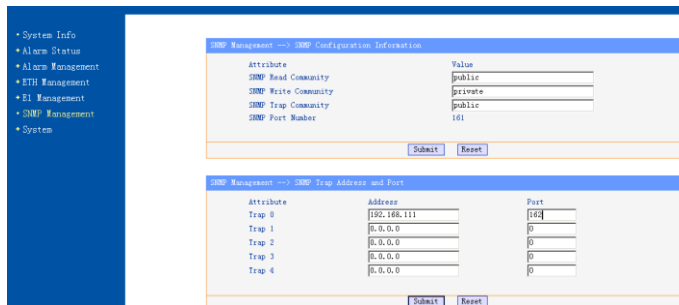 System Info
Alarm Status
Alarm Management
ETH Management
E1 Management
SNMP Management
System
SNMP Management --> SNMP Configuration Information
Attribute Value
SNMP Read Community public
SNMP Write Community private
SNMP Trap Community public
SNMP Port Number 161
Submit Reset
SNMP Management --> SNMP Trap Address and Port
Attribute Address Port
Trap 0 192.168.111 162
Trap 1 0.0.0.0 0
Trap 2 0.0.0.0 0
Trap 3 0.0.0.0 0
Trap 4 0.0.0.0 0
Submit Reset